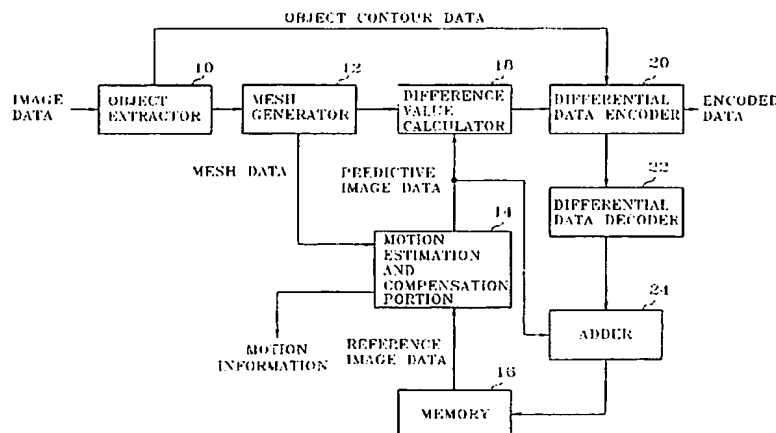 OBJECT CONTOUR DATA
10
12
18
20
IMAGE
DATA
OBJECT
EXTRACTOR
MESH
GENERATOR
DIFFERENCE
VALUE
CALCULATOR
DIFFERENTIAL
DATA ENCODER
ENCODED
DATA
MESH DATA
PREDICTIVE
IMAGE DATA
22
DIFFERENTIAL
DATA DECODER
14
MOTION
ESTIMATION
AND
COMPENSATION
PORTION
24
ADDER
MOTION
INFORMATION
REFERENCE
IMAGE DATA
16
MEMORY